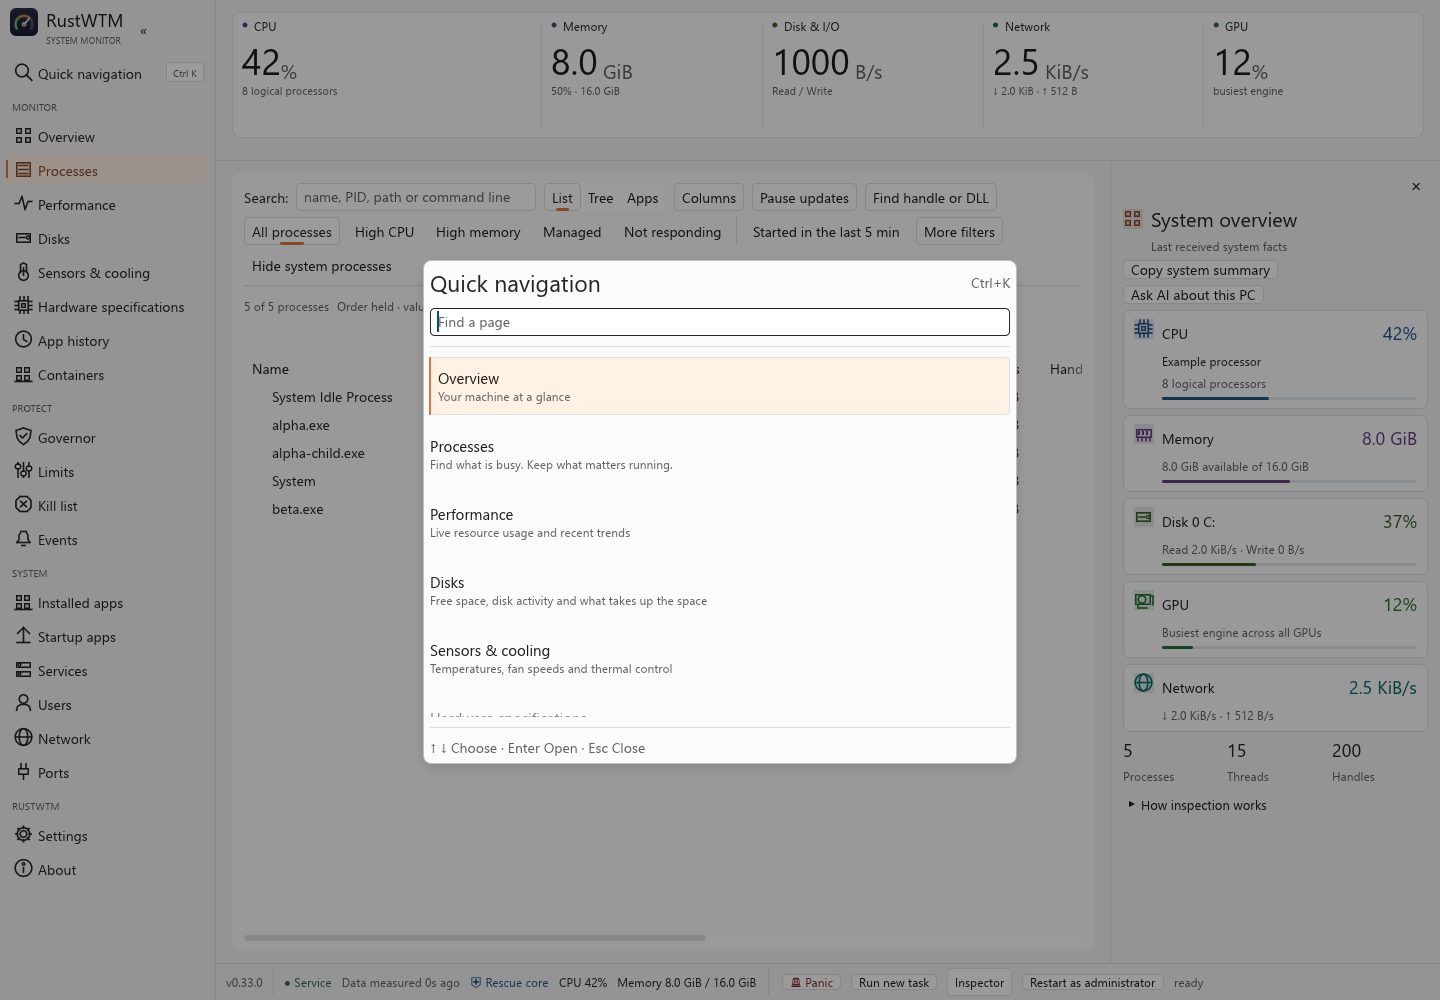 RustWTM
SYSTEM MONITOR
«
Quick navigation
Ctrl K
MONITOR
Overview
Processes
Performance
Disks
Sensors & cooling
Hardware specifications
App history
Containers
PROTECT
Governor
Limits
Kill list
Events
SYSTEM
Installed apps
Startup apps
Services
Users
Network
Ports
RUSTWTM
Settings
About
CPU
42%
8 logical processors
Memory
8.0 GiB
50% · 16.0 GiB
Disk & I/O
1000 B/s
Read / Write
Network
2.5 KiB/s
↓ 2.0 KiB/s · ↑ 512 B
GPU
12%
busiest engine
Search: name, PID, path or command line List Tree Apps Columns Pause updates Find handle or DLL
All processes High CPU High memory Managed Not responding Started in the last 5 min More filters
Hide system processes
5 of 5 processes Order held · valu
Name Hand
System Idle Process
alpha.exe
alpha-child.exe
System
beta.exe
Quick navigation Ctrl+K
Find a page
Overview
Your machine at a glance
Processes
Find what is busy. Keep what matters running.
Performance
Live resource usage and recent trends
Disks
Free space, disk activity and what takes up the space
Sensors & cooling
Temperatures, fan speeds and thermal control
Hardware specifications
↑ ↓ Choose · Enter Open · Esc Close
×
System overview
Last received system facts
Copy system summary
Ask AI about this PC
CPU 42%
Example processor
8 logical processors
Memory 8.0 GiB
8.0 GiB available of 16.0 GiB
Disk 0 C: 37%
Read 2.0 KiB/s · Write 0 B/s
GPU 12%
Busiest engine across all GPUs
Network 2.5 KiB/s
↓ 2.0 KiB/s · ↑ 512 B/s
5 15 200
Processes Threads Handles
How inspection works
v0.33.0 Service Data measured 0s ago Rescue core CPU 42% Memory 8.0 GiB / 16.0 GiB Panic Run new task Inspector Restart as administrator ready